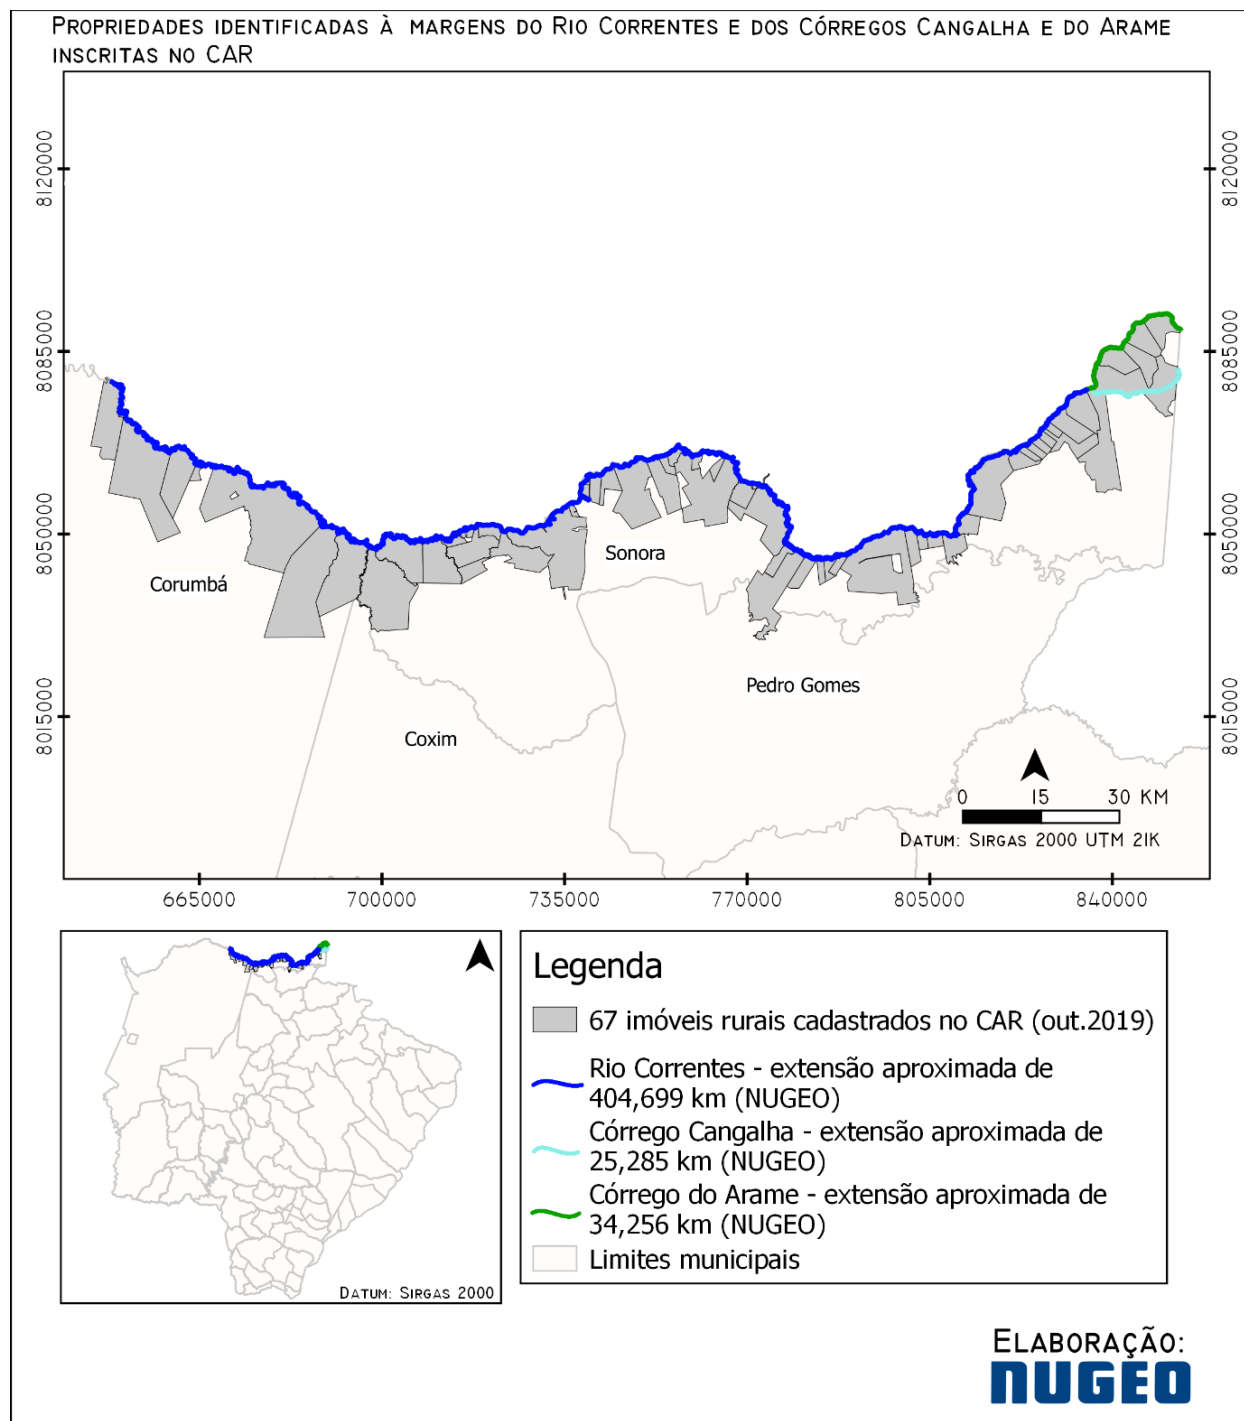 PROPRIEDADES IDENTIFICADAS À MARGENS DO RIO CORRENTES E DOS CÓRREGOS CANGALHA E DO ARAME
INSCRITAS NO CAR
8120000
8120000
8085000
8085000
8050000
8050000
8015000
8015000
Corumbá
Sonora
Pedro Gomes
Coxim
0 15 30 KM
DATUM: SIRGAS 2000 UTM 21K
665000 700000 735000 770000 805000 840000
DATUM: SIRGAS 2000
Legenda
67 imóveis rurais cadastrados no CAR (out.2019)
Rio Correntes - extensão aproximada de
404,699 km (NUGEO)
Córrego Cangalha - extensão aproximada de
25,285 km (NUGEO)
Córrego do Arame - extensão aproximada de
34,256 km (NUGEO)
Limites municipais
ELABORAÇÃO:
NUGEO